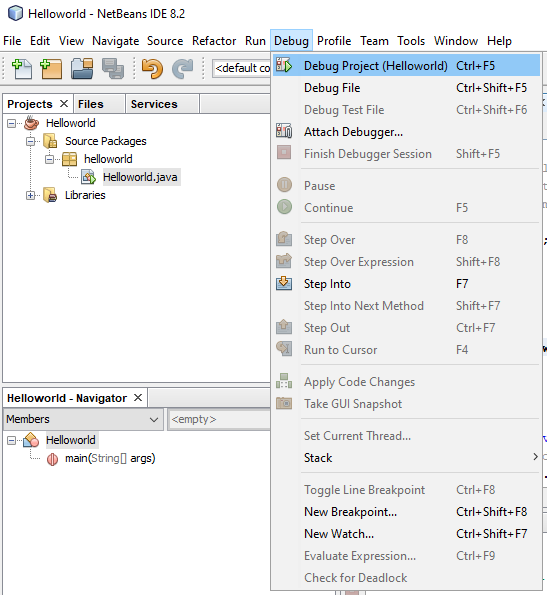 Helloworld - NetBeans IDE 8.2
File Edit View Navigate Source Refactor Run Debug Profile Team Tools Window Help
<default co
Projects Files Services
Helloworld
Source Packages
helloworld
Helloworld.java
Libraries
Helloworld - Navigator
Members <empty>
Helloworld
main(String[] args)
Debug Project (Helloworld) Ctrl+F5
Debug File Ctrl+Shift+F5
Debug Test File Ctrl+Shift+F6
Attach Debugger...
Finish Debugger Session Shift+F5
Pause
Continue F5
Step Over F8
Step Over Expression Shift+F8
Step Into F7
Step Into Next Method Shift+F7
Step Out Ctrl+F7
Run to Cursor F4
Apply Code Changes
Take GUI Snapshot
Set Current Thread...
Stack
Toggle Line Breakpoint Ctrl+F8
New Breakpoint... Ctrl+Shift+F8
New Watch... Ctrl+Shift+F7
Evaluate Expression... Ctrl+F9
Check for Deadlock